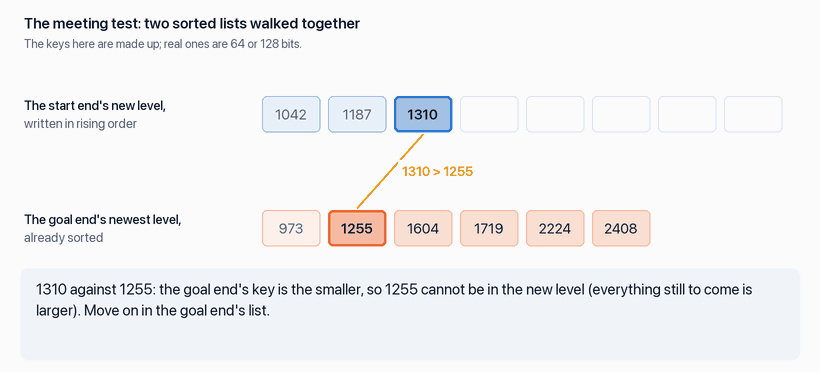 The meeting test: two sorted lists walked together
The keys here are made up; real ones are 64 or 128 bits.
The start end's new level,
written in rising order
1042 1187 1310
1310 > 1255
The goal end's newest level,
already sorted
973 1255 1604 1719 2224 2408
1310 against 1255: the goal end's key is the smaller, so 1255 cannot be in the new level (everything still to come is
larger). Move on in the goal end's list.